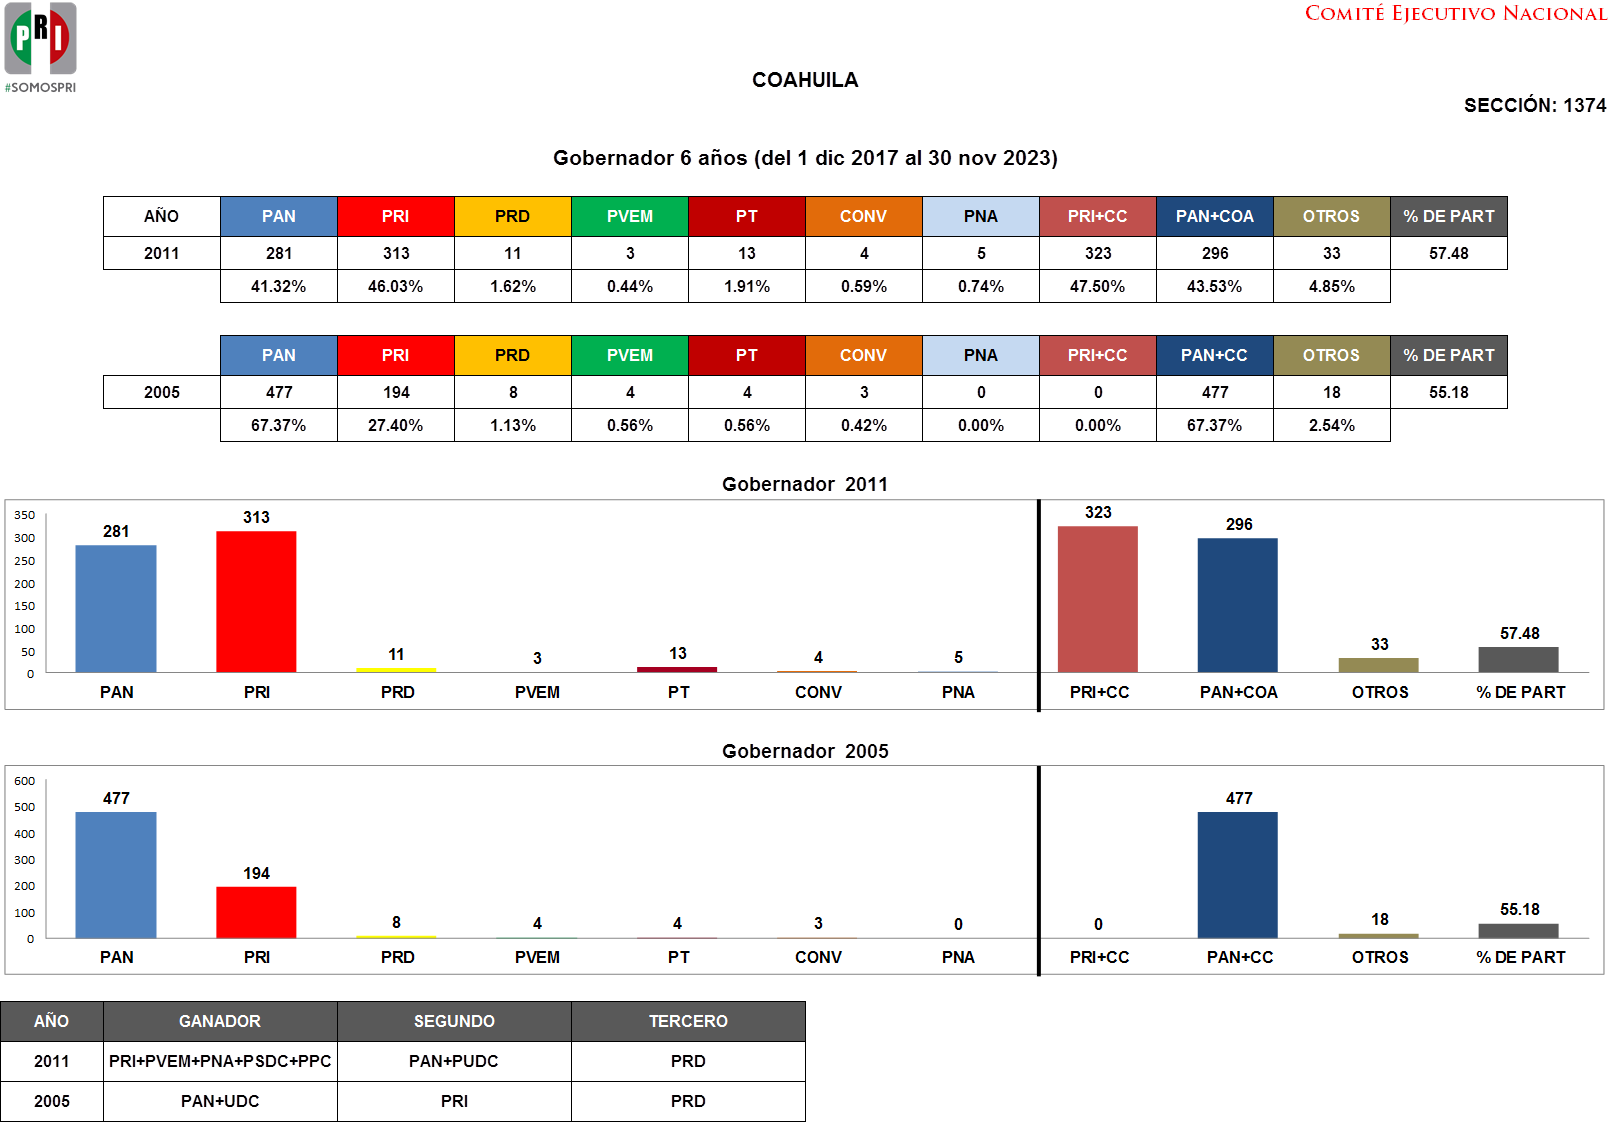 PRI
#SOMOSPRI
COMITÉ EJECUTIVO NACIONAL
COAHUILA
SECCIÓN: 1374
Gobernador 6 años (del 1 dic 2017 al 30 nov 2023)
AÑO PAN PRI PRD PVEM PT CONV PNA PRI+CC PAN+COA OTROS % DE PART
2011 281 313 11 3 13 4 5 323 296 33 57.48
41.32% 46.03% 1.62% 0.44% 1.91% 0.59% 0.74% 47.50% 43.53% 4.85%
PAN PRI PRD PVEM PT CONV PNA PRI+CC PAN+CC OTROS % DE PART
2005 477 194 8 4 4 3 0 0 477 18 55.18
67.37% 27.40% 1.13% 0.56% 0.56% 0.42% 0.00% 0.00% 67.37% 2.54%
Gobernador 2011
350
300
250
200
150
100
50
0
281 313 11 3 13 4 5 323 296 33 57.48
PAN PRI PRD PVEM PT CONV PNA PRI+CC PAN+COA OTROS % DE PART
Gobernador 2005
600
500
400
300
200
100
0
477 194 8 4 4 3 0 0 477 18 55.18
PAN PRI PRD PVEM PT CONV PNA PRI+CC PAN+CC OTROS % DE PART
AÑO GANADOR SEGUNDO TERCERO
2011 PRI+PVEM+PNA+PSDC+PPC PAN+PUDC PRD
2005 PAN+UDC PRI PRD